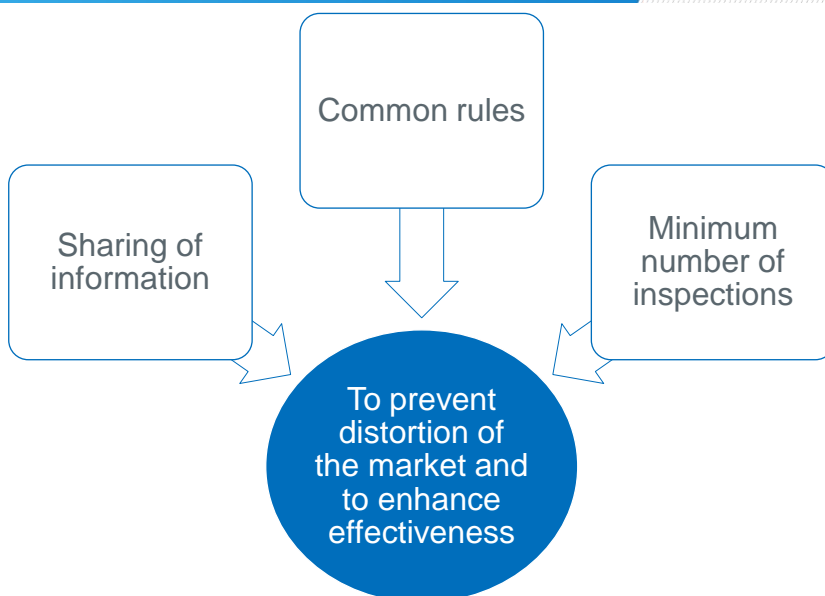 Common rules
Sharing of
information
Minimum
number of
inspections
To prevent
distortion of
the market and
to enhance
effectiveness